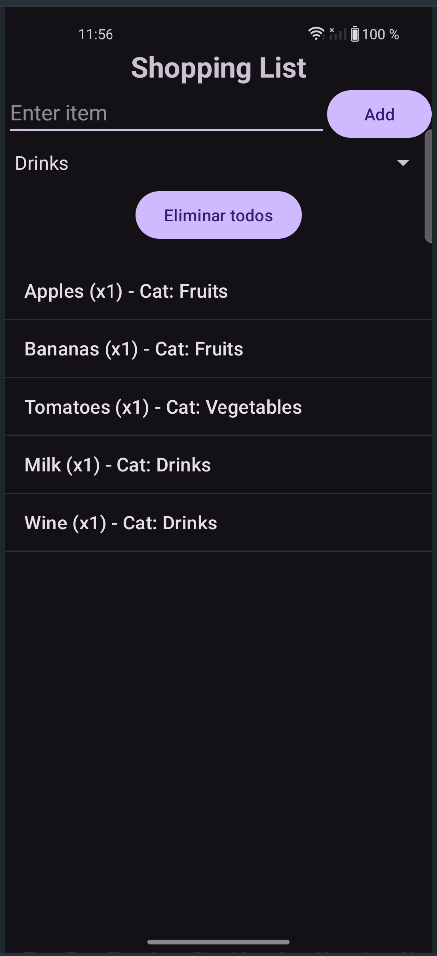 11:56 100 %
Shopping List
Enter item Add
Drinks
Eliminar todos
Apples (x1) - Cat: Fruits
Bananas (x1) - Cat: Fruits
Tomatoes (x1) - Cat: Vegetables
Milk (x1) - Cat: Drinks
Wine (x1) - Cat: Drinks